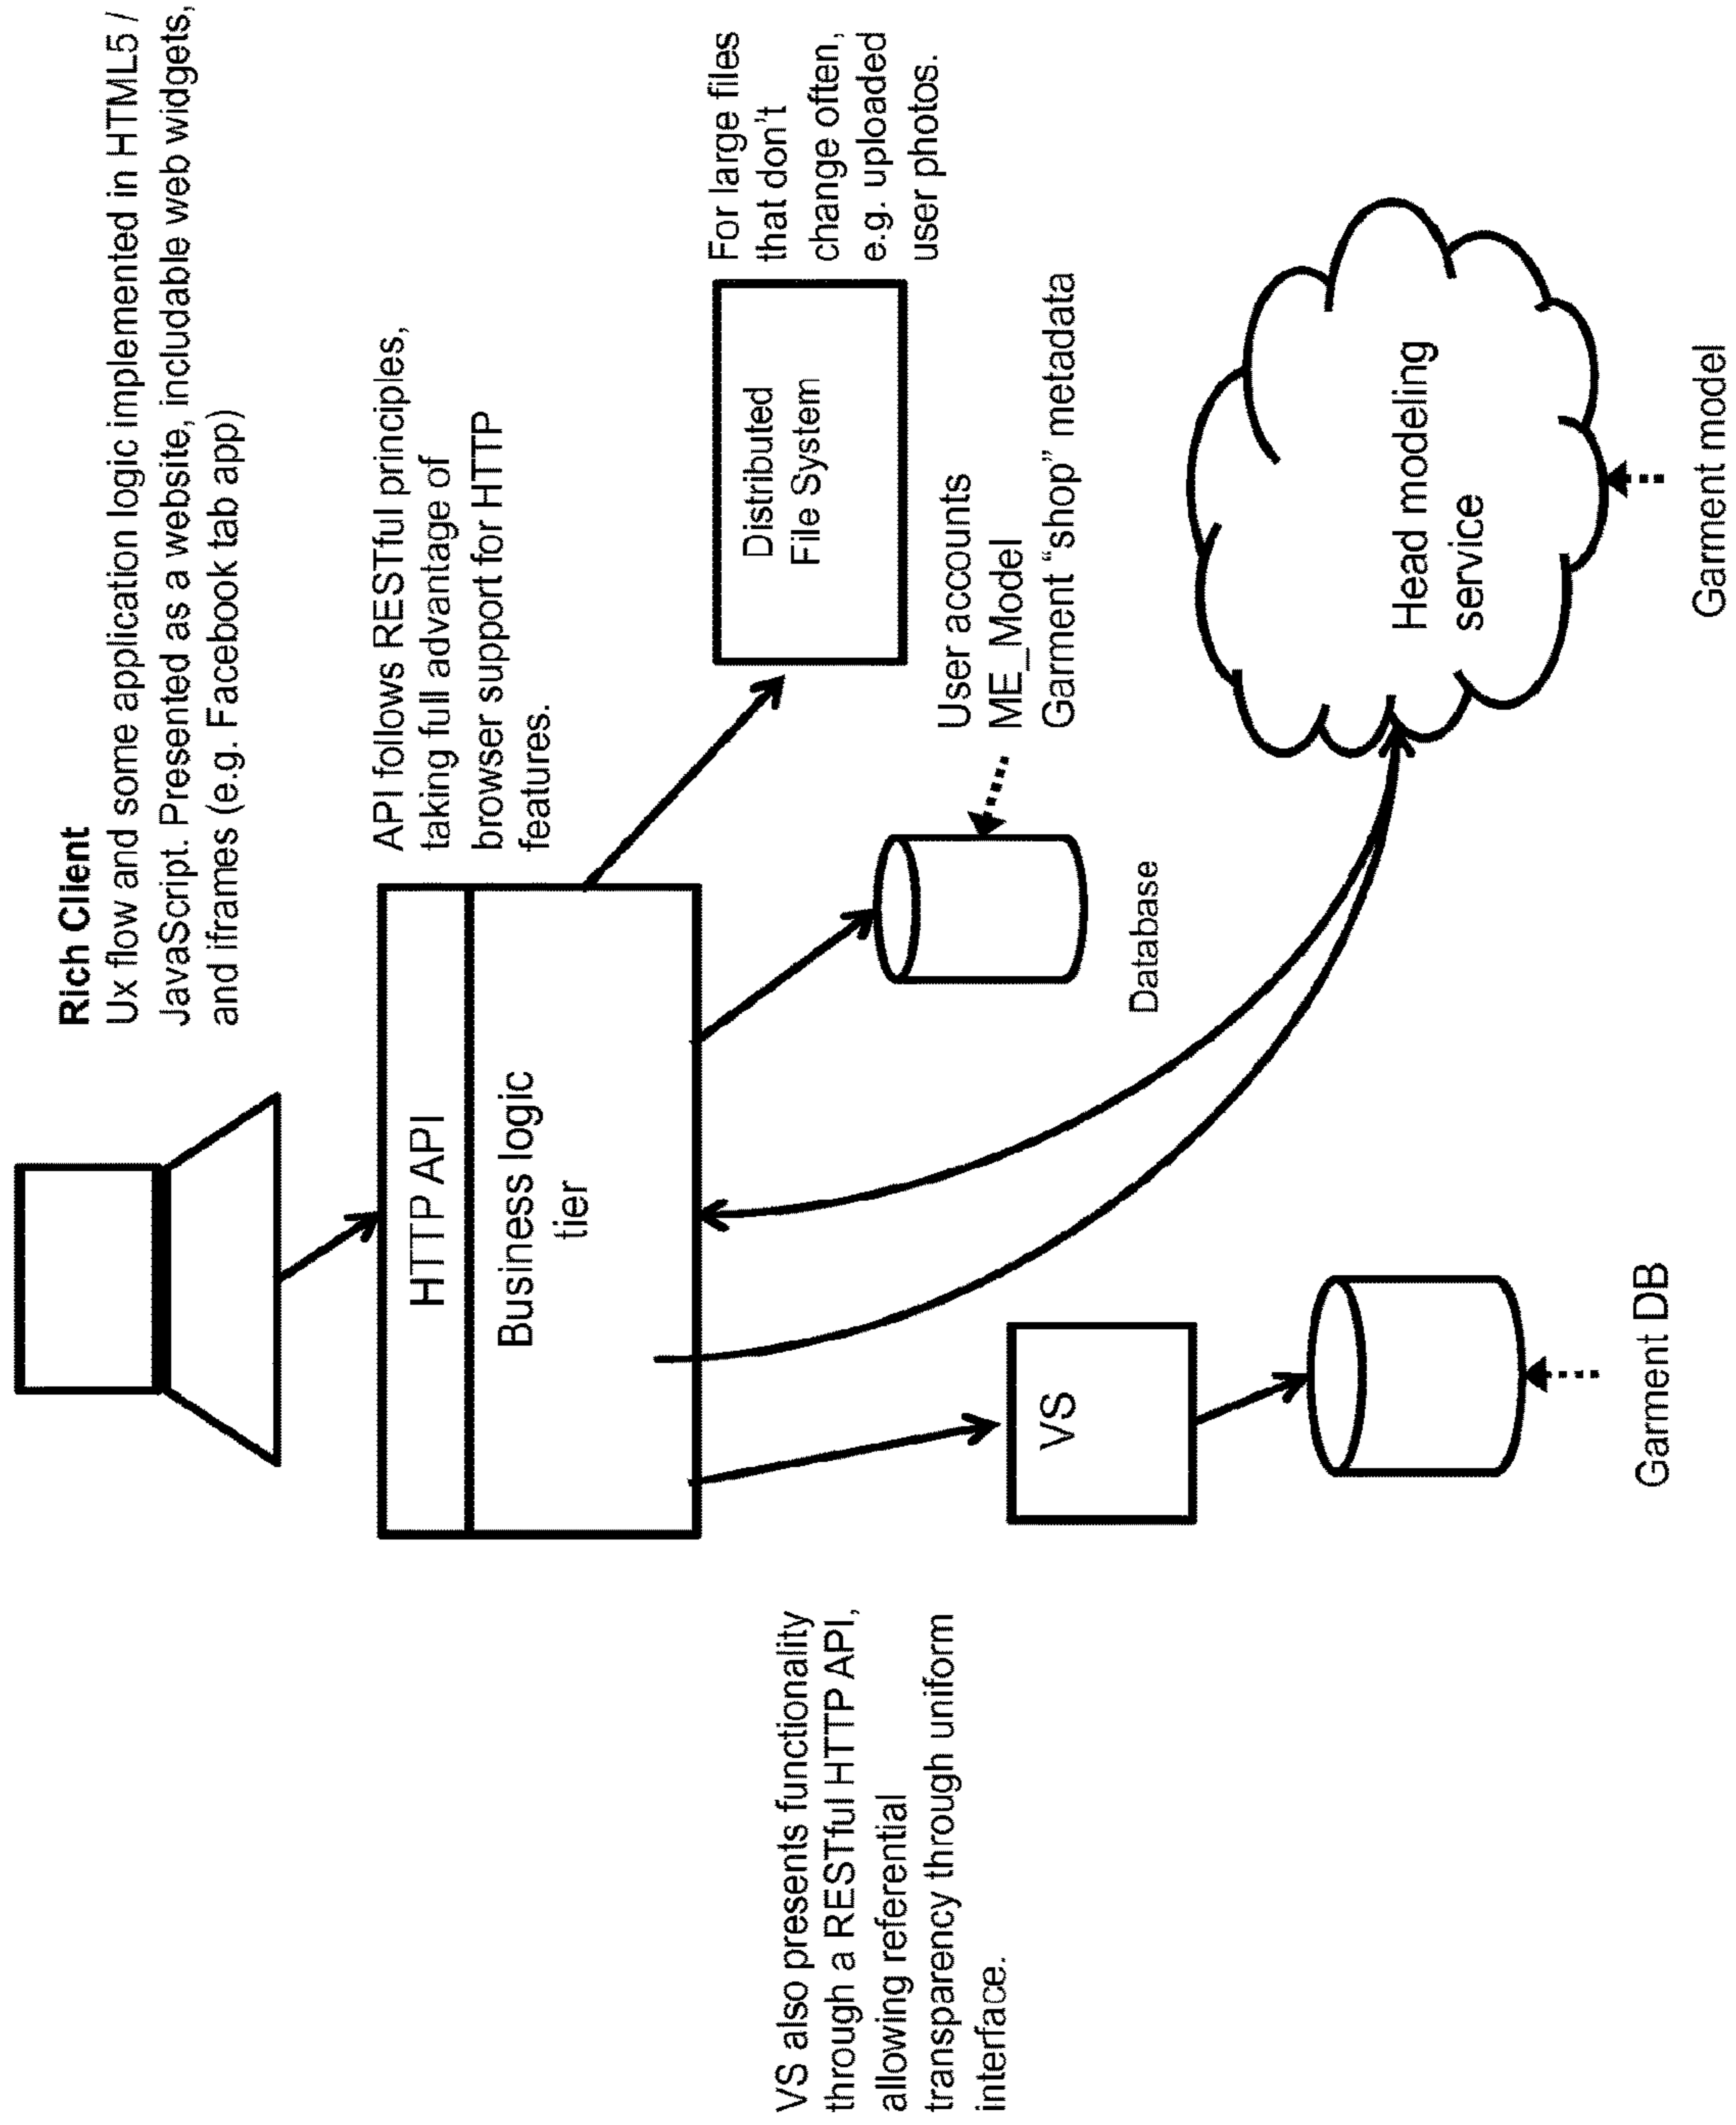 Rich Client
Ux flow and some application logic implemented in HTML5 /
JavaScript. Presented as a website, includable web widgets,
and iframes (e.g. Facebook tab app)
HTTP API
Business logic
tier
API follows RESTful principles,
taking full advantage of
browser support for HTTP
features.
Distributed
File System
For large files
that don't
change often,
e.g. uploaded
user photos.
VS also presents functionality
through a RESTful HTTP API,
allowing referential
transparency through uniform
interface.
VS
Database
User accounts
ME_Model
Garment “shop” metadata
Head modeling
service
Garment DB
Garment model